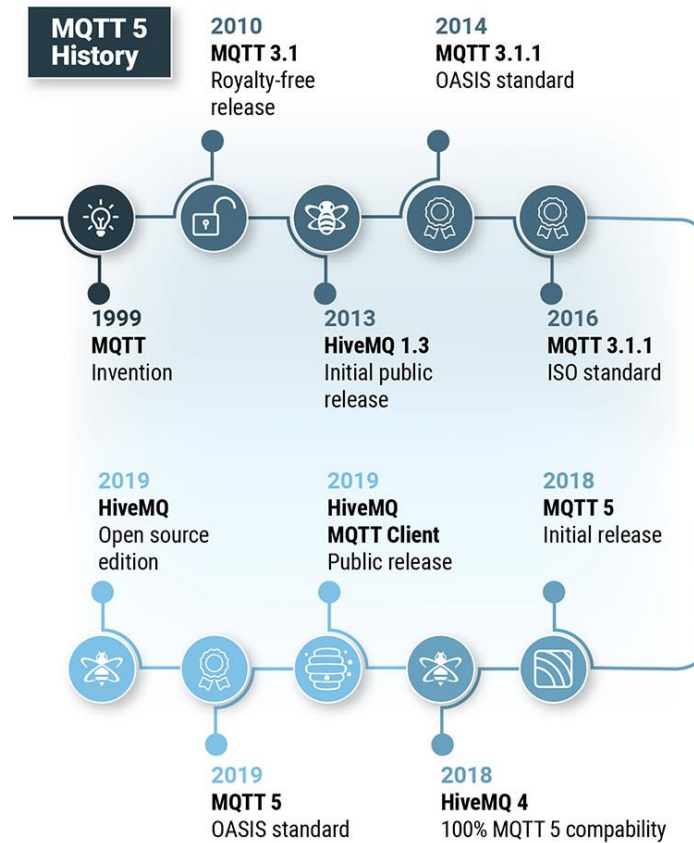 MQTT 5
History
2010
MQTT 3.1
Royalty-free
release
2014
MQTT 3.1.1
OASIS standard
1999
MQTT
Invention
2013
HiveMQ 1.3
Initial public
release
2016
MQTT 3.1.1
ISO standard
2019
HiveMQ
Open source
edition
2019
HiveMQ
MQTT Client
Public release
2018
MQTT 5
Initial release
2019
MQTT 5
OASIS standard
2018
HiveMQ 4
100% MQTT 5 compability